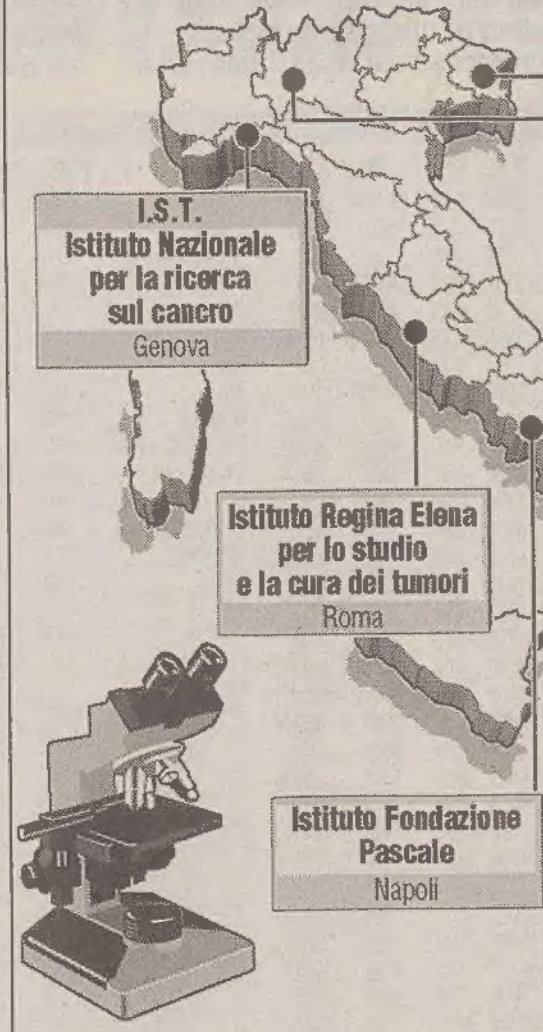 I.S.T.
Istituto Nazionale
per la ricerca
sul cancro
Genova
Istituto Regina Elena
per lo studio
e la cura dei tumori
Roma
Istituto Fondazione
Pascale
Napoli